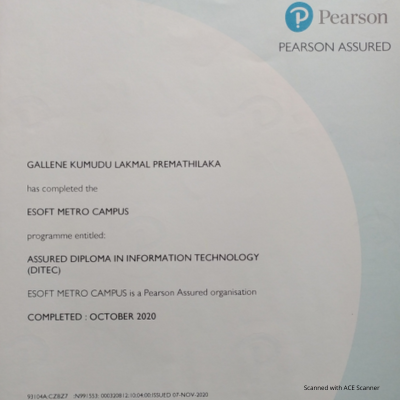 Pearson
PEARSON ASSURED
GALLENE KUMUDU LAKMAL PREMATHILAKA
has completed the
ESOFT METRO CAMPUS
programme entitled:
ASSURED DIPLOMA IN INFORMATION TECHNOLOGY
(DITEC)
ESOFT METRO CAMPUS is a Pearson Assured organisation
COMPLETED : OCTOBER 2020
ISSUED 07-NOV-2020
Scanned with ACE Scanner